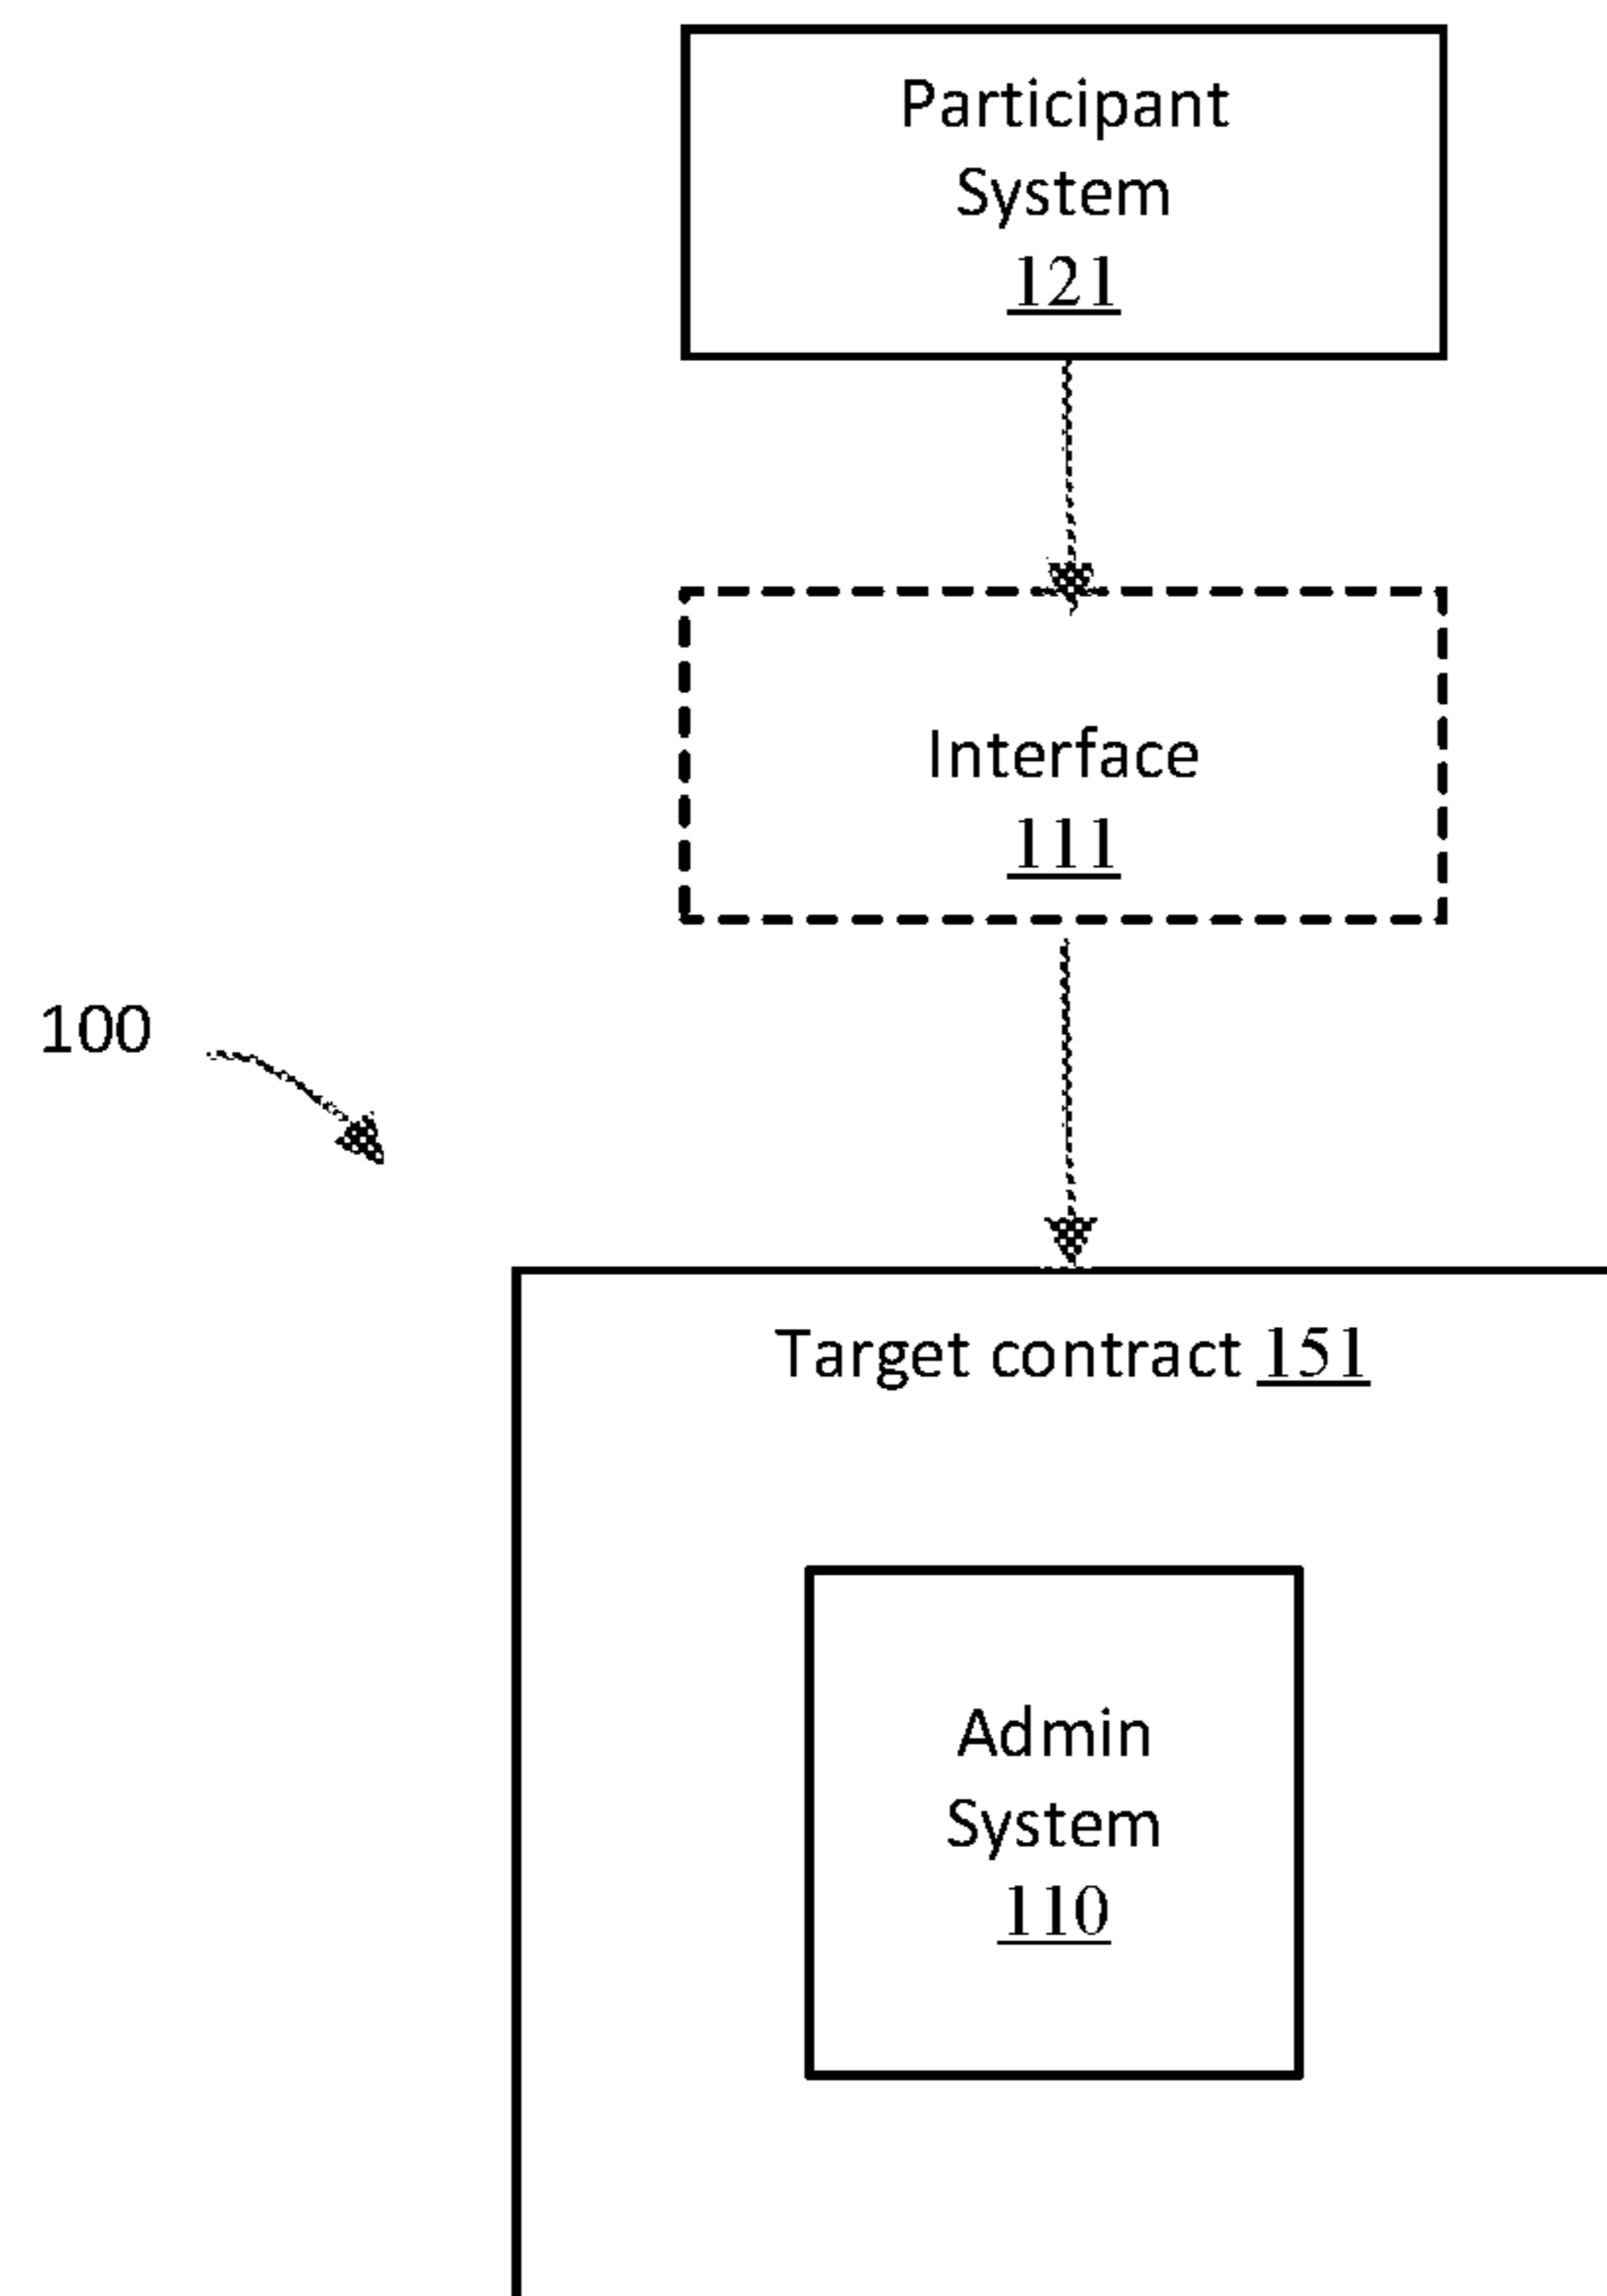 Participant
System
121
Interface
111
100
Target contract 151
Admin
System
110